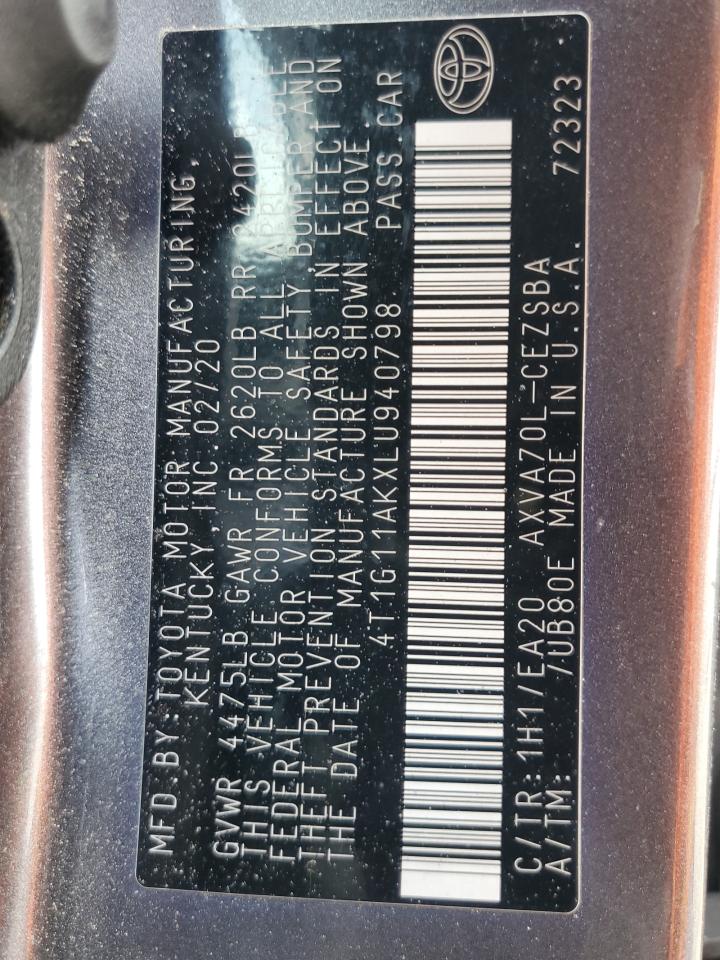 MFD.BY:TOYOTA MOTOR MANUFACTURING,
KENTUCKY,INC 02/20
GVWR 4475LB GAWR FR 2620LB RR 2420LB
THIS VEHICLE CONFORMS TO ALL APPLICABLE
FEDERAL MOTOR VEHICLE SAFETY,BUMPER AND
THEFT PREVENTION STANDARDS IN EFFECT ON
THE DATE OF MANUFACTURE SHOWN ABOVE.
4T1G11AKXLU940798 PASS.CAR
C/TR:1H1/EA20 AXVA70L-CEZSBA
A/TM: /UB80E MADE IN U.S.A. 72323